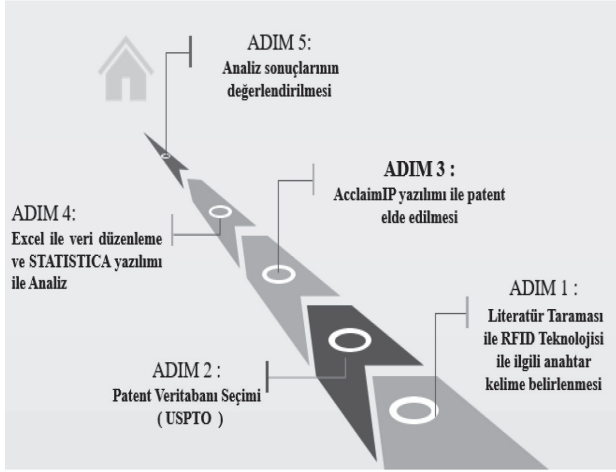 ADIM 5:
Analiz sonuçlarının
değerlendirilmesi
ADIM 3 :
AcclaimIP yazılımı ile patent
elde edilmesi
ADIM 4:
Excel ile veri düzenleme
ve STATISTICA yazılımı
ile Analiz
ADIM 1 :
Literatür Taraması
ile RFID Teknolojisi
ile ilgili anahtar
kelime belirlenmesi
ADIM 2 :
Patent Veritabanı Seçimi
( USPTO )